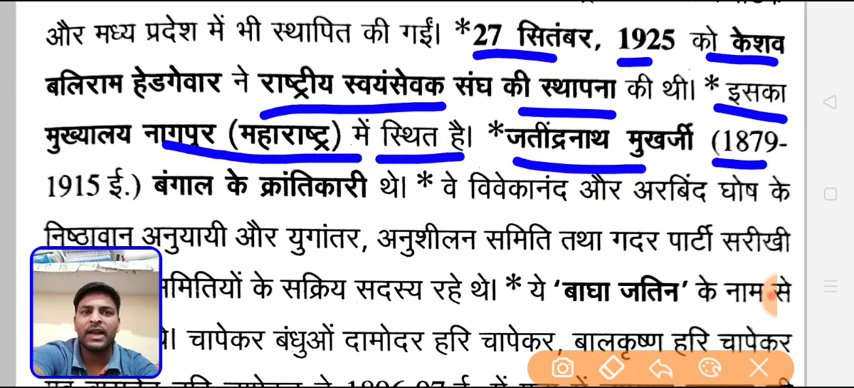 और मध्य प्रदेश में भी स्थापित की गईं। *27 सितंबर, 1925 को केशव
बलिराम हेडगेवार ने राष्ट्रीय स्वयंसेवक संघ की स्थापना की थी। * इसका
मुख्यालय नागपुर (महाराष्ट्र) में स्थित है। *जतींद्रनाथ मुखर्जी (1879-
1915 ई.) बंगाल के क्रांतिकारी थे। * वे विवेकानंद और अरबिंद घोष के
निष्ठावान अनुयायी और युगांतर, अनुशीलन समिति तथा गदर पार्टी सरीखी
समितियों के सक्रिय सदस्य रहे थे। * ये ‘बाघा जतिन’ के नाम से
चापेकर बंधुओं दामोदर हरि चापेकर, बालकृष्ण हरि चापेकर